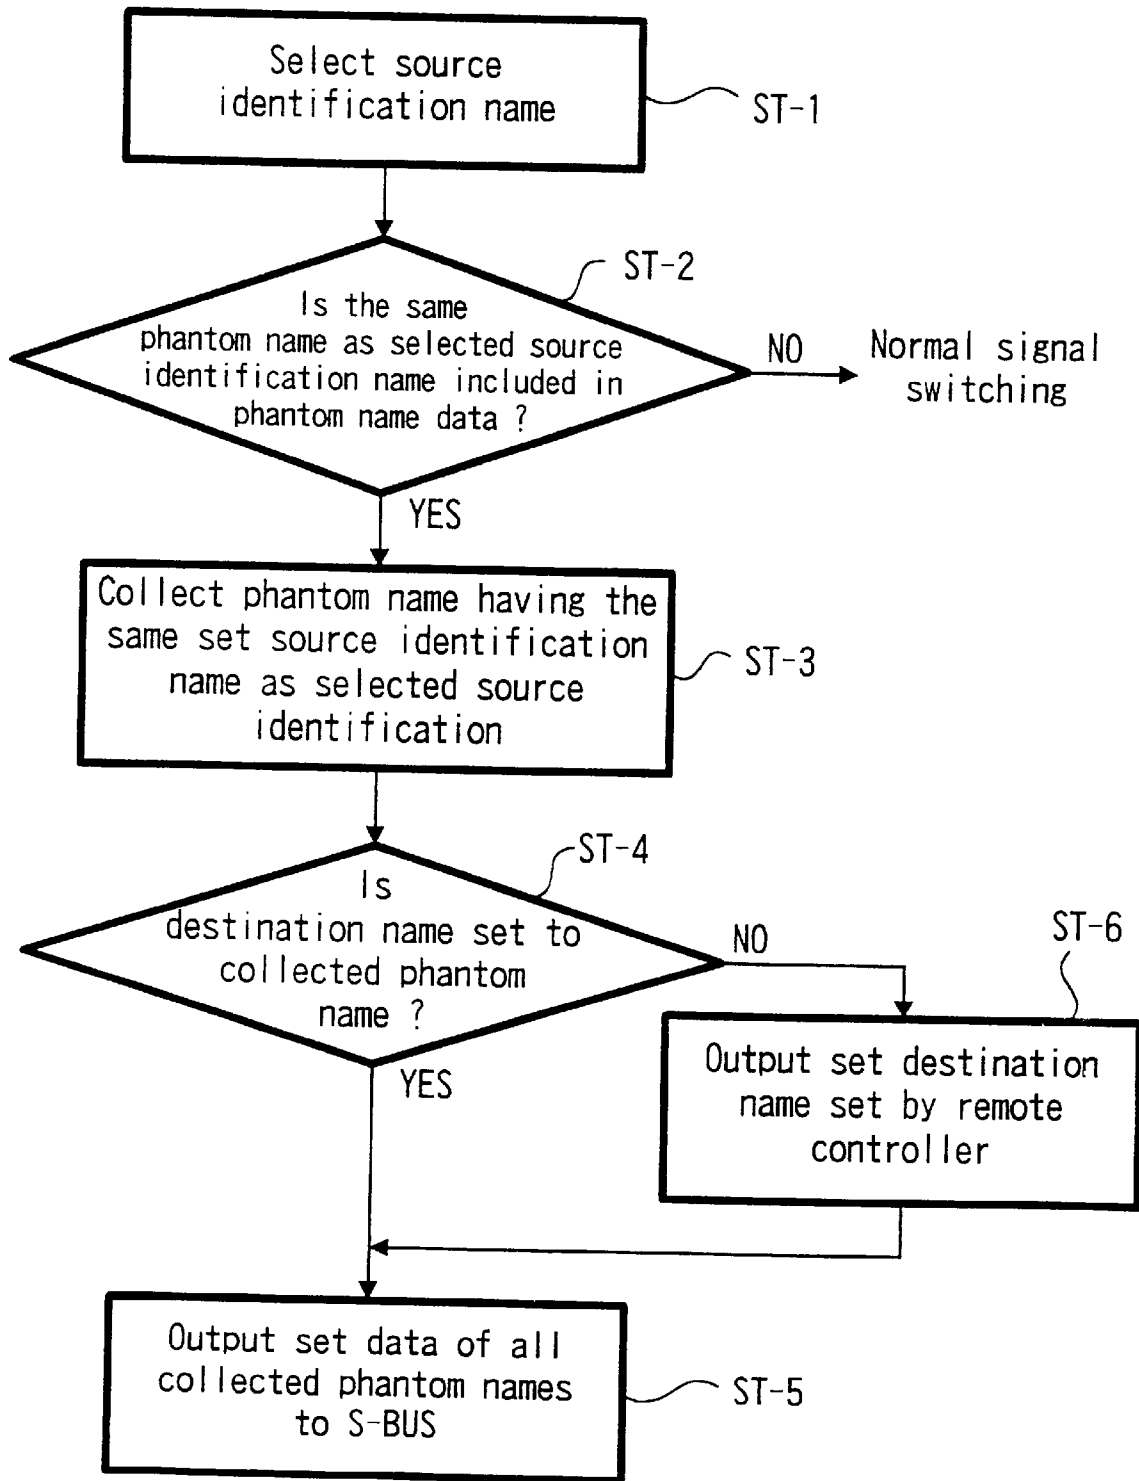 Select source
identification name
ST-1
ST-2
Is the same
phantom name as selected source
identification name included in
phantom name data ?
NO
Normal signal
switching
YES
Collect phantom name having the
same set source identification
name as selected source
identification
ST-3
ST-4
Is
destination name set to
collected phantom
name ?
NO
ST-6
YES
Output set destination
name set by remote
controller
Output set data of all
collected phantom names
to S-BUS
ST-5